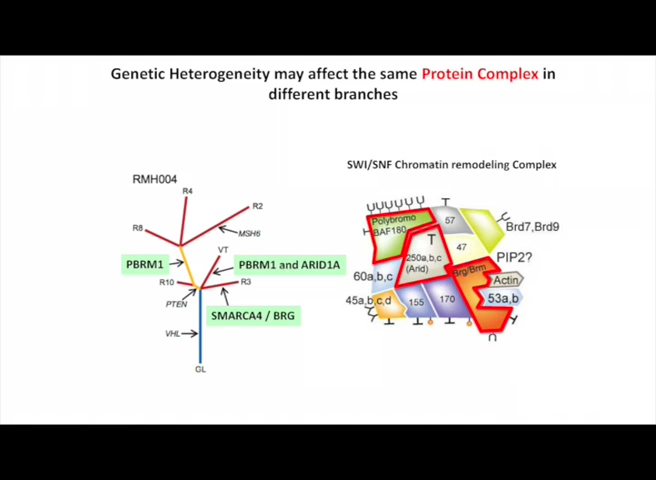 Genetic Heterogeneity may affect the same Protein Complex in
different branches
RMH004
R4
R2
R8
MSH6
VT
PBRM1
PBRM1 and ARID1A
R10
R3
PTEN
SMARCA4 / BRG
VHL
GL
SWI/SNF Chromatin remodeling Complex
Polybromo
BAF180
57
Brd7,Brd9
47
250a,b,c
(Arid)
PIP2?
60a,b,c
Brg/Brm
Actin
45a,b,c,d
155
170
53a,b